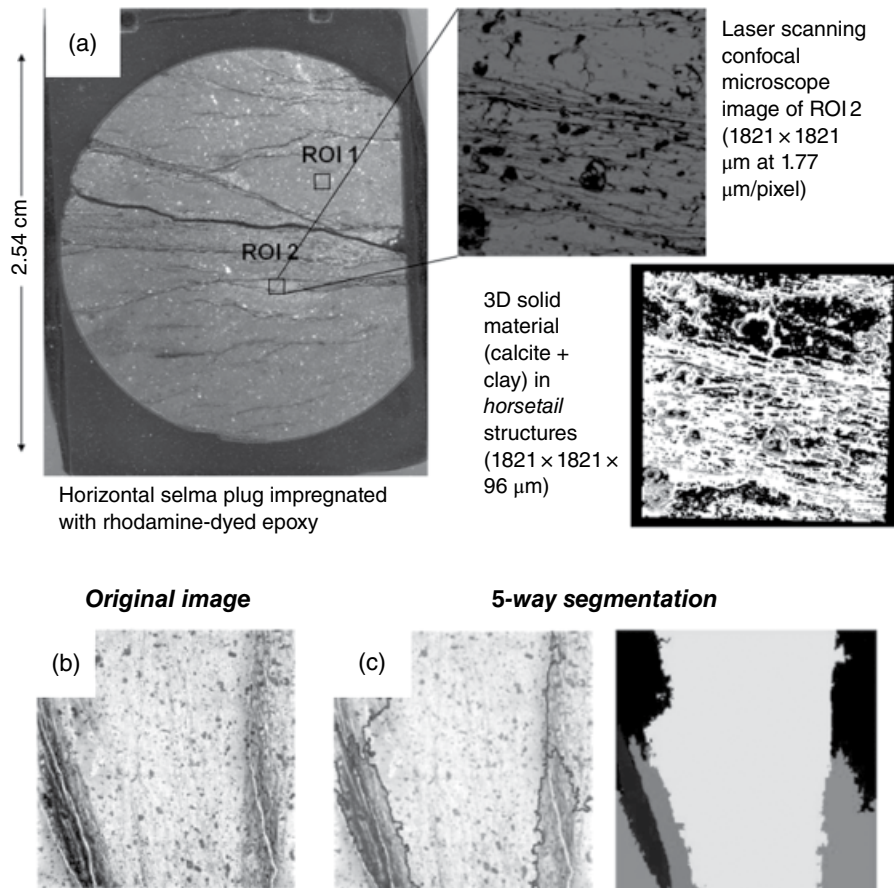 (a)
ROI 1
ROI 2
2.54 cm
Horizontal selma plug impregnated
with rhodamine-dyed epoxy
Laser scanning
confocal
microscope
image of ROI 2
(1821 × 1821
μm at 1.77
μm/pixel)
3D solid
material
(calcite +
clay) in
horsetail
structures
(1821 × 1821 ×
96 μm)
Original image
5-way segmentation
(b)
(c)